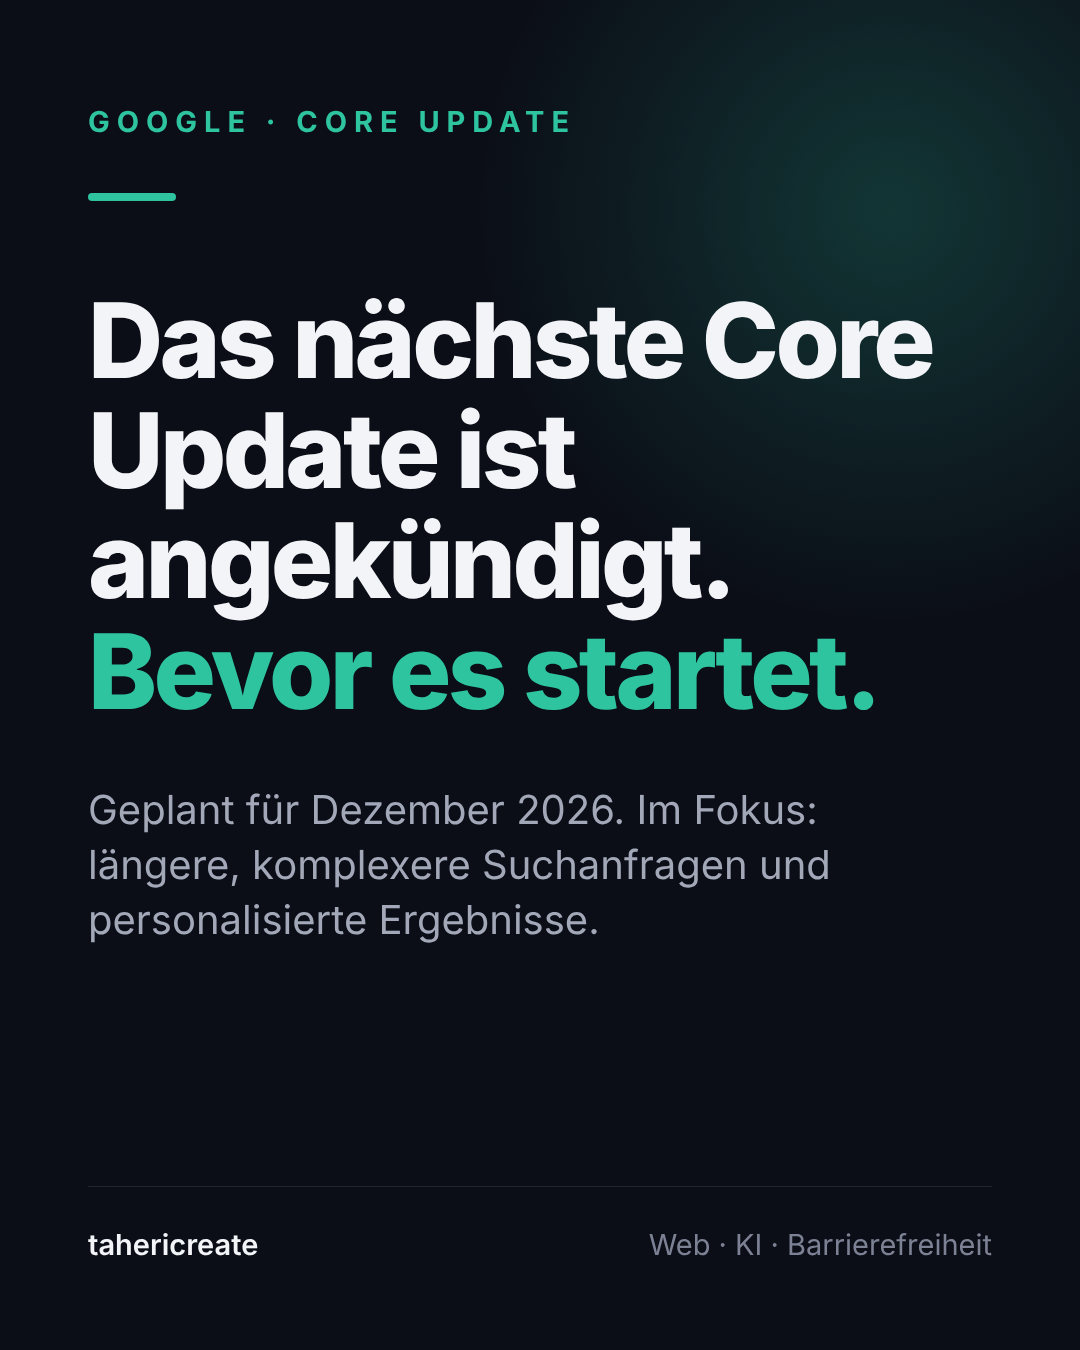 GOOGLE · CORE UPDATE
Das nächste Core
Update ist
angekündigt.
Bevor es startet.
Geplant für Dezember 2026. Im Fokus:
längere, komplexere Suchanfragen und
personalisierte Ergebnisse.
tahericreate
Web · KI · Barrierefreiheit